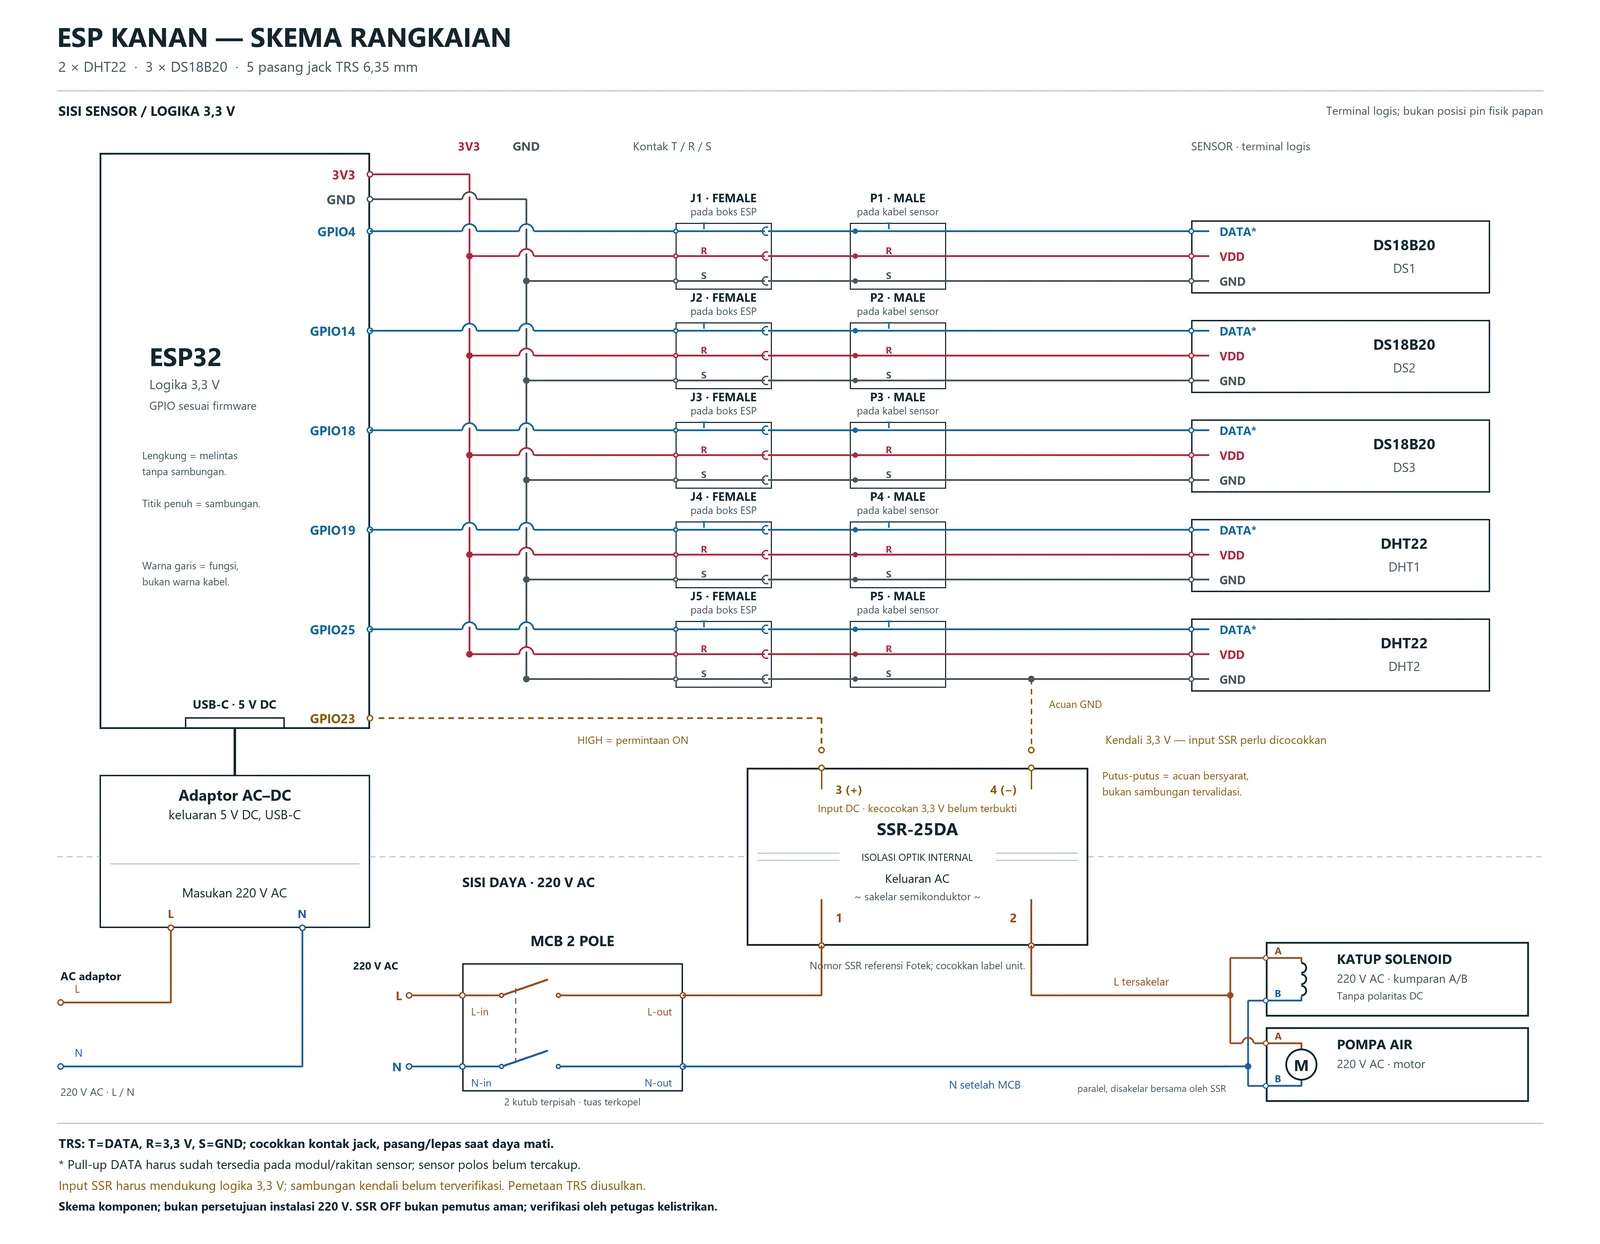 ESP KANAN — SKEMA RANGKAIAN
2 × DHT22 · 3 × DS18B20 · 5 pasang jack TRS 6,35 mm
SISI SENSOR / LOGIKA 3,3 V
Terminal logis; bukan posisi pin fisik papan
3V3
GND
Kontak T / R / S
SENSOR · terminal logis
3V3
GND
GPIO4
GPIO14
GPIO18
GPIO19
GPIO25
GPIO23
ESP32
Logika 3,3 V
GPIO sesuai firmware
Lengkung = melintas
tanpa sambungan.
Titik penuh = sambungan.
Warna garis = fungsi,
bukan warna kabel.
USB-C · 5 V DC
J1 · FEMALE
pada boks ESP
T
R
S
P1 · MALE
pada kabel sensor
T
R
S
DATA*
VDD
GND
DS18B20
DS1
J2 · FEMALE
pada boks ESP
T
R
S
P2 · MALE
pada kabel sensor
T
R
S
DATA*
VDD
GND
DS18B20
DS2
J3 · FEMALE
pada boks ESP
T
R
S
P3 · MALE
pada kabel sensor
T
R
S
DATA*
VDD
GND
DS18B20
DS3
J4 · FEMALE
pada boks ESP
T
R
S
P4 · MALE
pada kabel sensor
T
R
S
DATA*
VDD
GND
DHT22
DHT1
J5 · FEMALE
pada boks ESP
T
R
S
P5 · MALE
pada kabel sensor
T
R
S
DATA*
VDD
GND
DHT22
DHT2
HIGH = permintaan ON
Acuan GND
Kendali 3,3 V — input SSR perlu dicocokkan
Putus-putus = acuan bersyarat,
bukan sambungan tervalidasi.
Adaptor AC–DC
keluaran 5 V DC, USB-C
Masukan 220 V AC
L
N
3 (+)
4 (−)
Input DC · kecocokan 3,3 V belum terbukti
SSR-25DA
ISOLASI OPTIK INTERNAL
Keluaran AC
~ sakelar semikonduktor ~
1
2
Nomor SSR referensi Fotek; cocokkan label unit.
SISI DAYA · 220 V AC
AC adaptor
L
N
220 V AC · L / N
MCB 2 POLE
220 V AC
L
N
L-in
L-out
N-in
N-out
2 kutub terpisah · tuas terkopel
L tersakelar
N setelah MCB
paralel, disakelar bersama oleh SSR
A
B
KATUP SOLENOID
220 V AC · kumparan A/B
Tanpa polaritas DC
A
B
M
POMPA AIR
220 V AC · motor
TRS: T=DATA, R=3,3 V, S=GND; cocokkan kontak jack, pasang/lepas saat daya mati.
* Pull-up DATA harus sudah tersedia pada modul/rakitan sensor; sensor polos belum tercakup.
Input SSR harus mendukung logika 3,3 V; sambungan kendali belum terverifikasi. Pemetaan TRS diusulkan.
Skema komponen; bukan persetujuan instalasi 220 V. SSR OFF bukan pemutus aman; verifikasi oleh petugas kelistrikan.